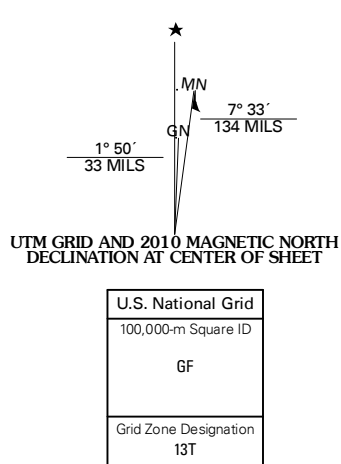 MN
7° 33´
134 MILS
GN
1° 50´
33 MILS
UTM GRID AND 2010 MAGNETIC NORTH
DECLINATION AT CENTER OF SHEET
U.S. National Grid
100,000-m Square ID
GF
Grid Zone Designation
13T